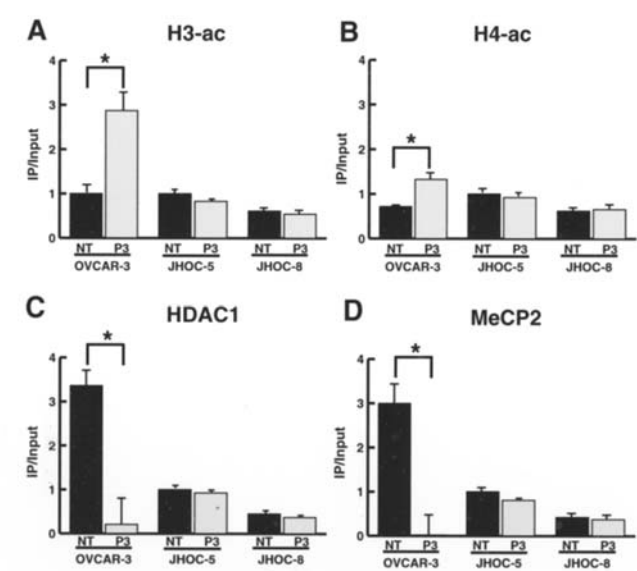 A
H3-ac
IP/Input
4
3
2
1
0
*
NT P3 NT P3 NT P3
OVCAR-3 JHOC-5 JHOC-8
B
H4-ac
IP/Input
4
3
2
1
0
*
NT P3 NT P3 NT P3
OVCAR-3 JHOC-5 JHOC-8
C
HDAC1
IP/Input
4
3
2
1
0
*
NT P3 NT P3 NT P3
OVCAR-3 JHOC-5 JHOC-8
D
MeCP2
IP/Input
4
3
2
1
0
*
NT P3 NT P3 NT P3
OVCAR-3 JHOC-5 JHOC-8